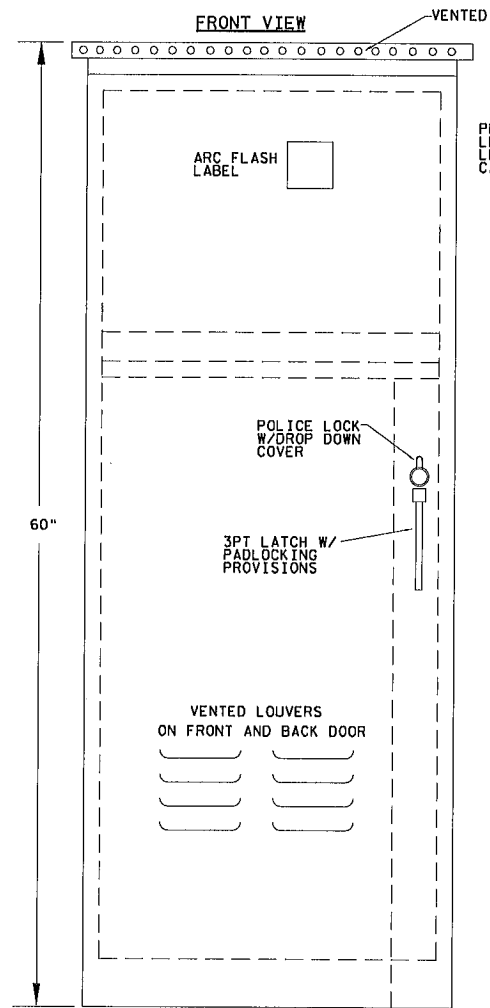 FRONT VIEW
VENTED
ARC FLASH
LABEL
POLICE LOCK
W/DROP DOWN
COVER
60"
3PT LATCH W/
PADLOCKING
PROVISIONS
VENTED LOUVERS
ON FRONT AND BACK DOOR